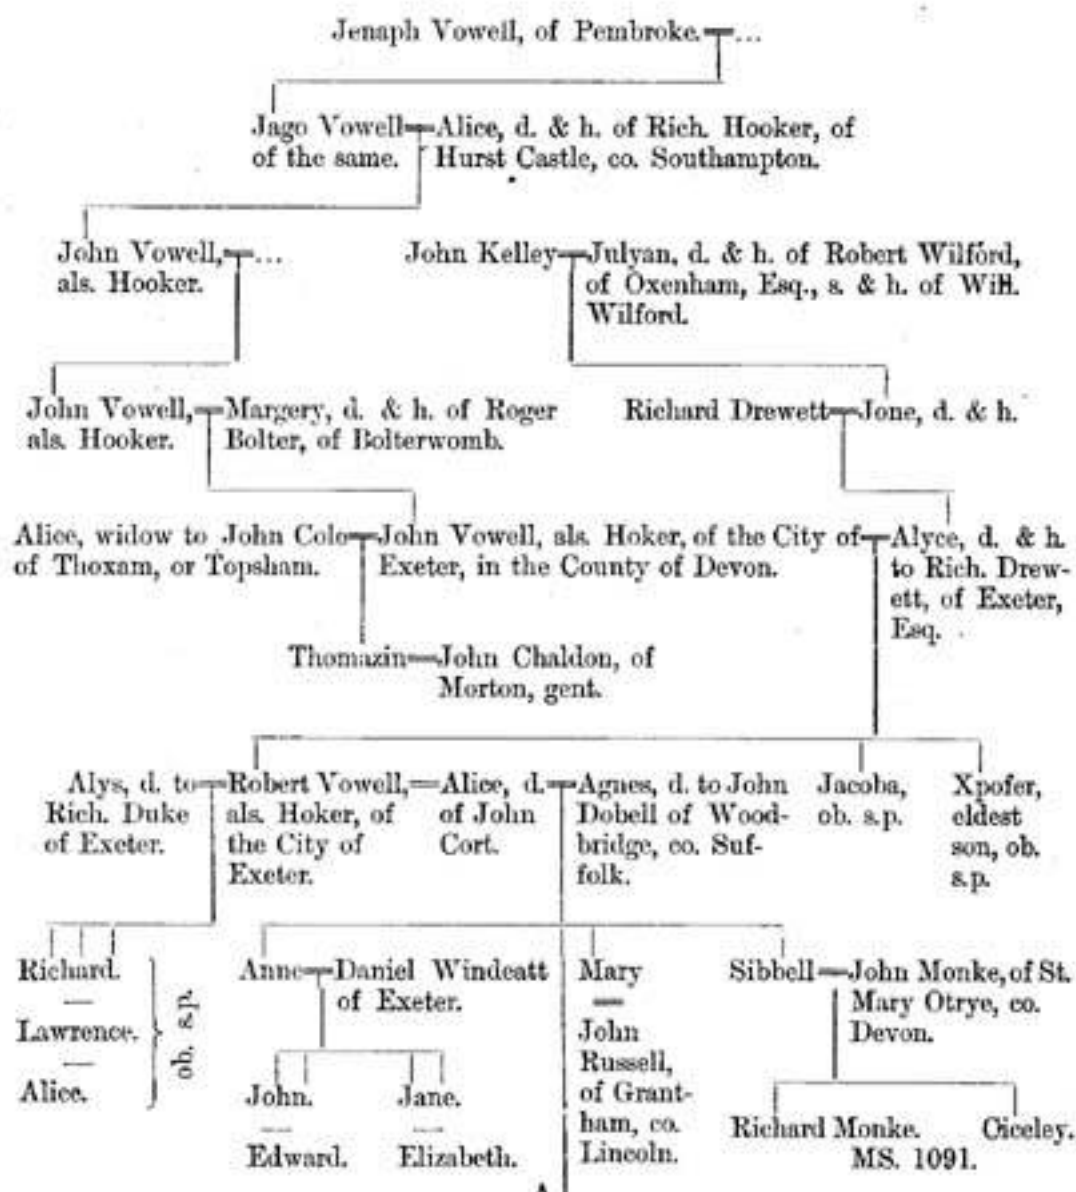 Jenaph Vowell, of Pembroke.=...
Jago Vowell=Alice, d. & h. of Rich. Hooker, of
of the same. Hurst Castle, co. Southampton.
John Vowell,=...
als. Hooker.
John Kelley=Julyan, d. & h. of Robert Wilford,
of Oxenham, Esq., s. & h. of Will.
Wilford.
John Vowell,=Margery, d. & h. of Roger
als. Hooker. Bolter, of Bolterwomb.
Richard Drewett=Jone, d. & h.
Alice, widow to John Cole=John Vowell, als. Hoker, of the City of=Alyce, d. & h.
of Thoxam, or Topsham. Exeter, in the County of Devon. to Rich. Drew-
ett, of Exeter,
Esq.
Thomazin=John Chaldon, of
Morton, gent.
Alys, d. to=Robert Vowell,=Alice, d.=Agnes, d. to John
Rich. Duke als. Hoker, of of John Dobell of Wood-
of Exeter. the City of Cort. bridge, co. Suf-
Exeter. folk.
Jacoba,
ob. s.p.
Xpofer,
eldest
son, ob.
s.p.
Richard.
—
Lawrence.
—
Alice.
ob. s.p.
Anne=Daniel Windeatt
of Exeter.
John.
—
Edward.
Jane.
—
Elizabeth.
Mary
=
John
Russell,
of Grant-
ham, co.
Lincoln.
Sibbell=John Monke, of St.
Mary Otrye, co.
Devon.
Richard Monke. Ciceley.
MS. 1091.
A